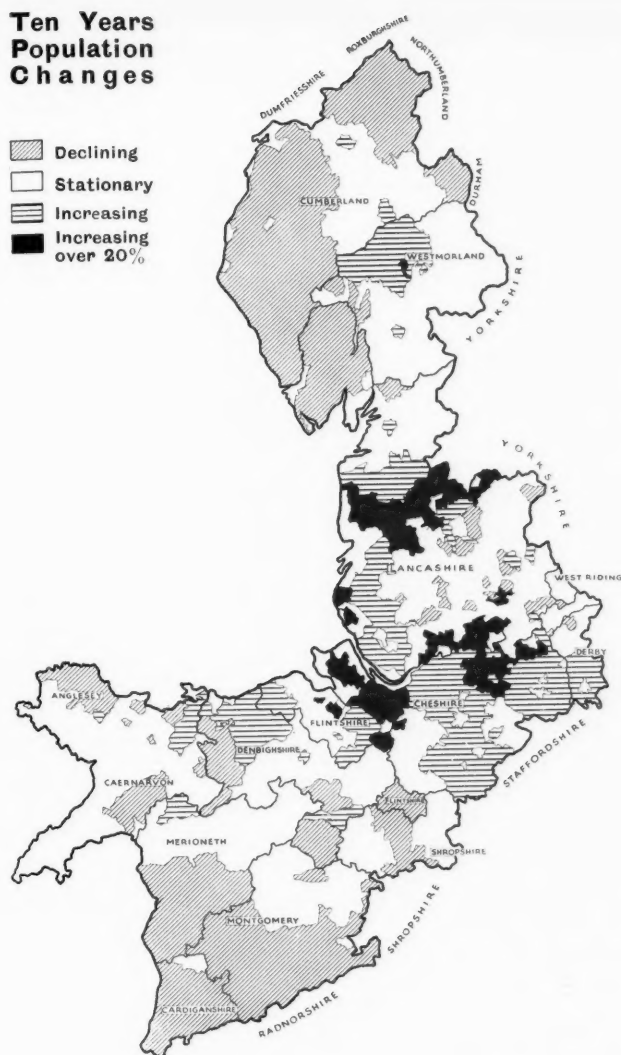 Ten Years
Population
Changes
Declining
Stationary
Increasing
Increasing
over 20%
ROXBURGHSHIRE
NORTHUMBERLAND
DUMFRIESSHIRE
DURHAM
CUMBERLAND
WESTMORLAND
YORKSHIRE
YORKSHIRE
LANCASHIRE
WEST RIDING
DERBY
ANGLESEY
FLINTSHIRE
CHESHIRE
DENBIGHSHIRE
STAFFORDSHIRE
CAERNARVON
FLINTSHIRE
MERIONETH
SHROPSHIRE
MONTGOMERY
SHROPSHIRE
CARDIGANSHIRE
RADNORSHIRE